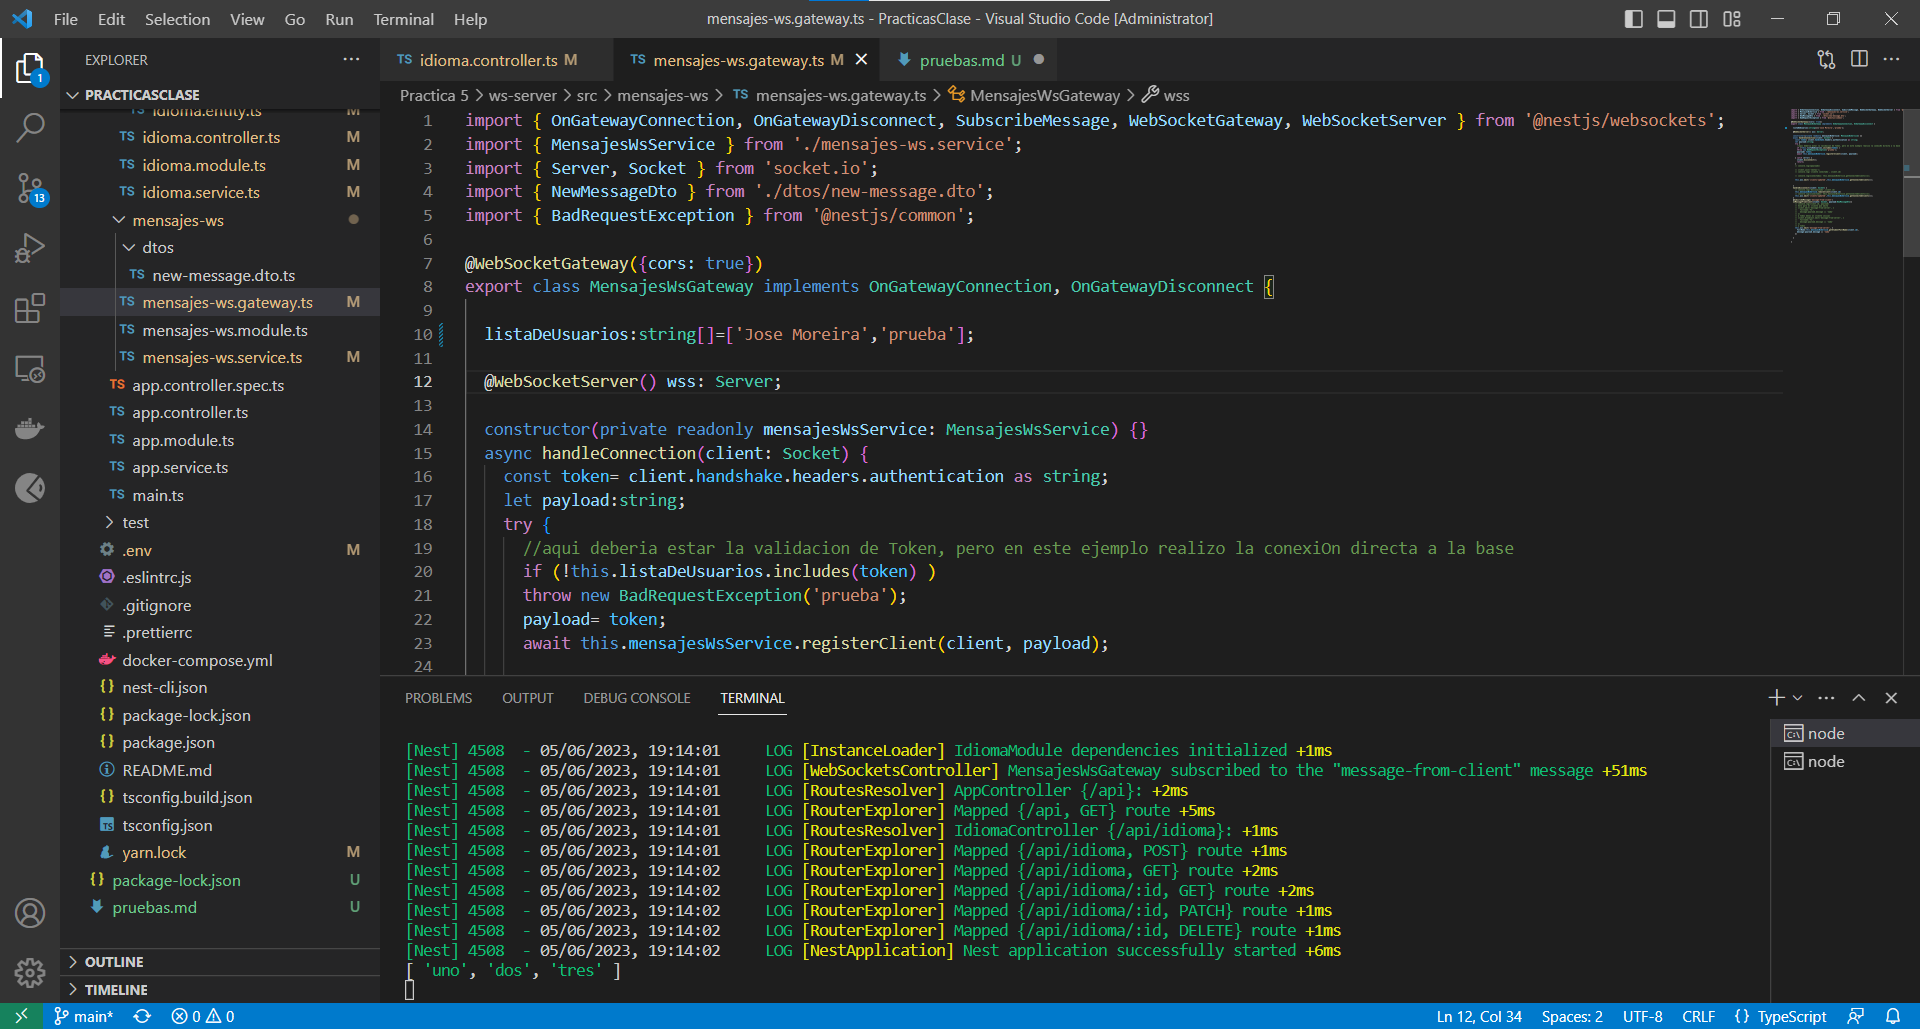 File Edit Selection View Go Run Terminal Help
mensajes-ws.gateway.ts - PracticasClase - Visual Studio Code [Administrator]
EXPLORER
PRACTICASCLASE
idioma.entity.ts M
TS idioma.controller.ts M
TS idioma.module.ts M
TS idioma.service.ts M
mensajes-ws
dtos
TS new-message.dto.ts
TS mensajes-ws.gateway.ts M
TS mensajes-ws.module.ts
TS mensajes-ws.service.ts M
TS app.controller.spec.ts
TS app.controller.ts
TS app.module.ts
TS app.service.ts
TS main.ts
test
.env M
.eslintrc.js
.gitignore
.prettierrc
docker-compose.yml
{} nest-cli.json
{} package-lock.json
{} package.json
README.md
{} tsconfig.build.json
TS tsconfig.json
yarn.lock M
{} package-lock.json U
pruebas.md U
OUTLINE
TIMELINE
1
13
TS idioma.controller.ts M
TS mensajes-ws.gateway.ts M
pruebas.md U
Practica 5 > ws-server > src > mensajes-ws > TS mensajes-ws.gateway.ts > MensajesWsGateway > wss
1 import { OnGatewayConnection, OnGatewayDisconnect, SubscribeMessage, WebSocketGateway, WebSocketServer } from '@nestjs/websockets';
2 import { MensajesWsService } from './mensajes-ws.service';
3 import { Server, Socket } from 'socket.io';
4 import { NewMessageDto } from './dtos/new-message.dto';
5 import { BadRequestException } from '@nestjs/common';
6
7 @WebSocketGateway({cors: true})
8 export class MensajesWsGateway implements OnGatewayConnection, OnGatewayDisconnect {
9
10 listaDeUsuarios:string[]=['Jose Moreira','prueba'];
11
12 @WebSocketServer() wss: Server;
13
14 constructor(private readonly mensajesWsService: MensajesWsService) {}
15 async handleConnection(client: Socket) {
16 const token= client.handshake.headers.authentication as string;
17 let payload:string;
18 try {
19 //aqui deberia estar la validacion de Token, pero en este ejemplo realizo la conexiOn directa a la base
20 if (!this.listaDeUsuarios.includes(token) )
21 throw new BadRequestException('prueba');
22 payload= token;
23 await this.mensajesWsService.registerClient(client, payload);
24
PROBLEMS OUTPUT DEBUG CONSOLE TERMINAL
[Nest] 4508 - 05/06/2023, 19:14:01 LOG [InstanceLoader] IdiomaModule dependencies initialized +1ms
[Nest] 4508 - 05/06/2023, 19:14:01 LOG [WebSocketsController] MensajesWsGateway subscribed to the "message-from-client" message +51ms
[Nest] 4508 - 05/06/2023, 19:14:01 LOG [RoutesResolver] AppController {/api}: +2ms
[Nest] 4508 - 05/06/2023, 19:14:01 LOG [RouterExplorer] Mapped {/api, GET} route +5ms
[Nest] 4508 - 05/06/2023, 19:14:01 LOG [RoutesResolver] IdiomaController {/api/idioma}: +1ms
[Nest] 4508 - 05/06/2023, 19:14:01 LOG [RouterExplorer] Mapped {/api/idioma, POST} route +1ms
[Nest] 4508 - 05/06/2023, 19:14:02 LOG [RouterExplorer] Mapped {/api/idioma, GET} route +2ms
[Nest] 4508 - 05/06/2023, 19:14:02 LOG [RouterExplorer] Mapped {/api/idioma/:id, GET} route +2ms
[Nest] 4508 - 05/06/2023, 19:14:02 LOG [RouterExplorer] Mapped {/api/idioma/:id, PATCH} route +1ms
[Nest] 4508 - 05/06/2023, 19:14:02 LOG [RouterExplorer] Mapped {/api/idioma/:id, DELETE} route +1ms
[Nest] 4508 - 05/06/2023, 19:14:02 LOG [NestApplication] Nest application successfully started +6ms
[ 'uno', 'dos', 'tres' ]
node
node
main* 0 0
Ln 12, Col 34 Spaces: 2 UTF-8 CRLF {} TypeScript